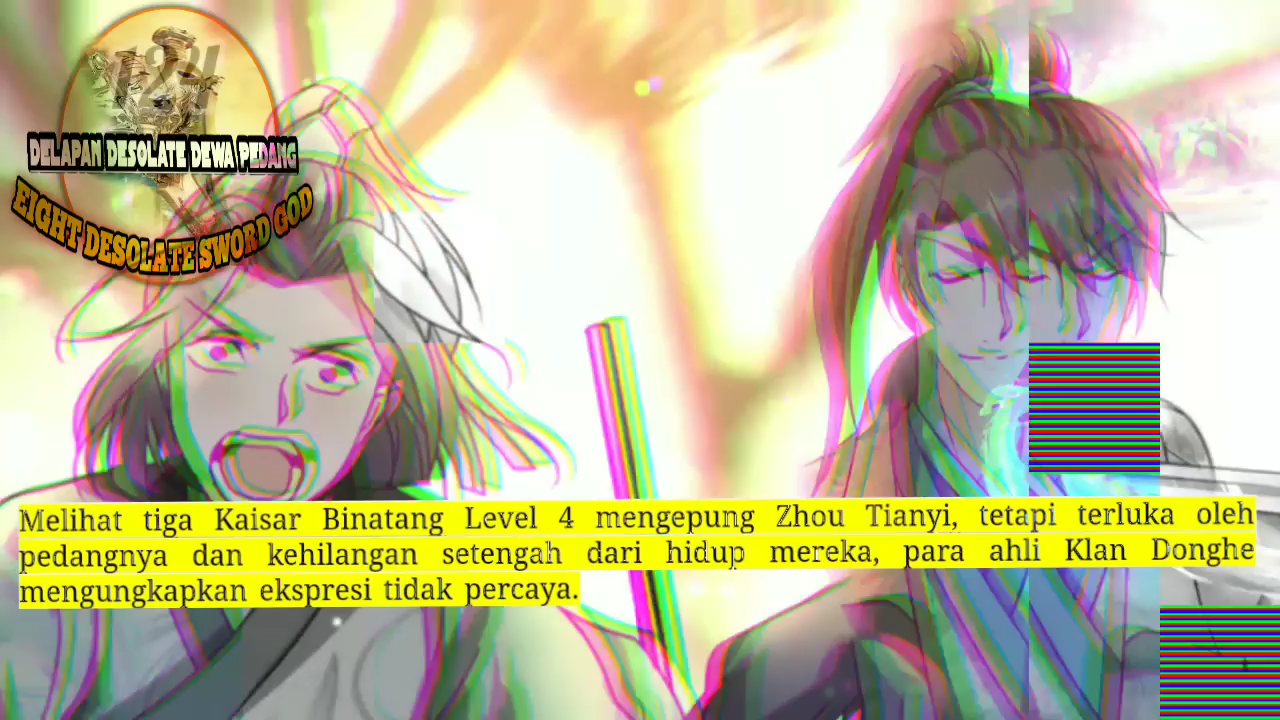 DELAPAN DESOLATE DEWA PEDANG
EIGHT DESOLATE SWORD GOD
Melihat tiga Kaisar Binatang Level 4 mengepung Zhou Tianyi, tetapi terluka oleh
pedangnya dan kehilangan setengah dari hidup mereka, para ahli Klan Donghe
mengungkapkan ekspresi tidak percaya.